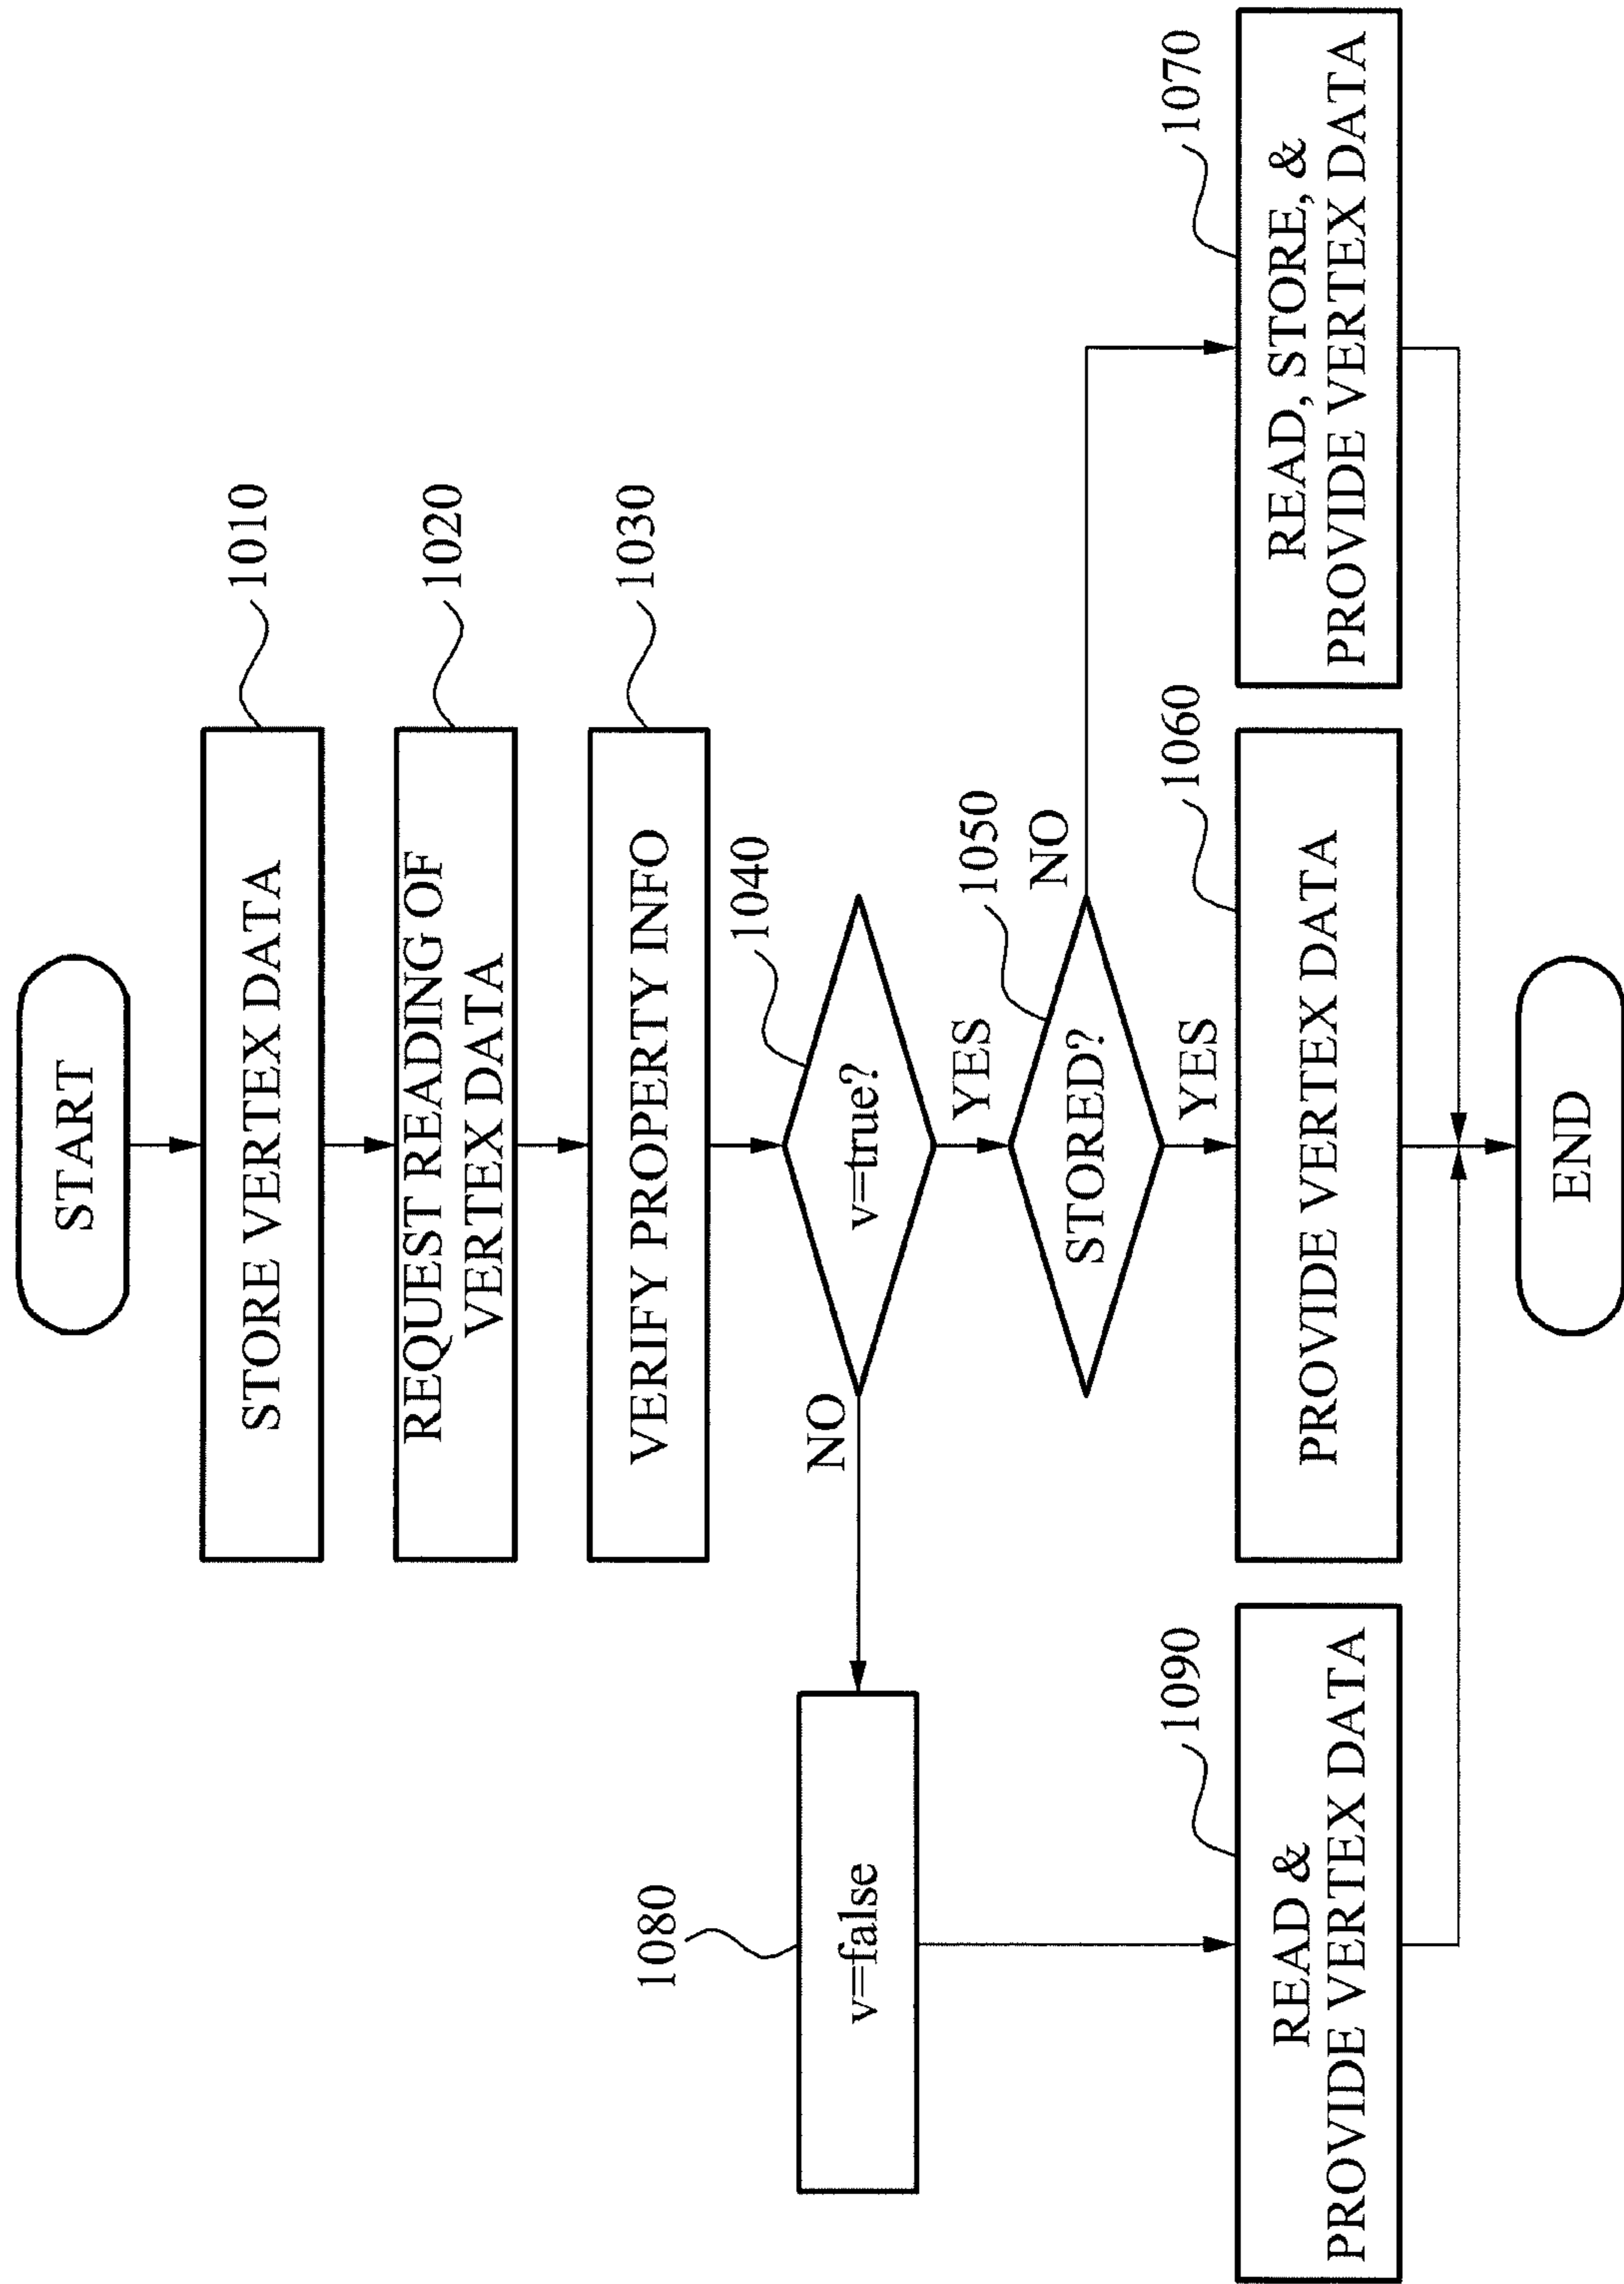 START
STORE VERTEX DATA
1010
REQUEST READING OF
VERTEX DATA
1020
VERIFY PROPERTY INFO
1030
v=true?
1040
NO
YES
v=false
1080
STORED?
1050
NO
YES
READ &
PROVIDE VERTEX DATA
1090
PROVIDE VERTEX DATA
1060
READ, STORE, &
PROVIDE VERTEX DATA
1070
END